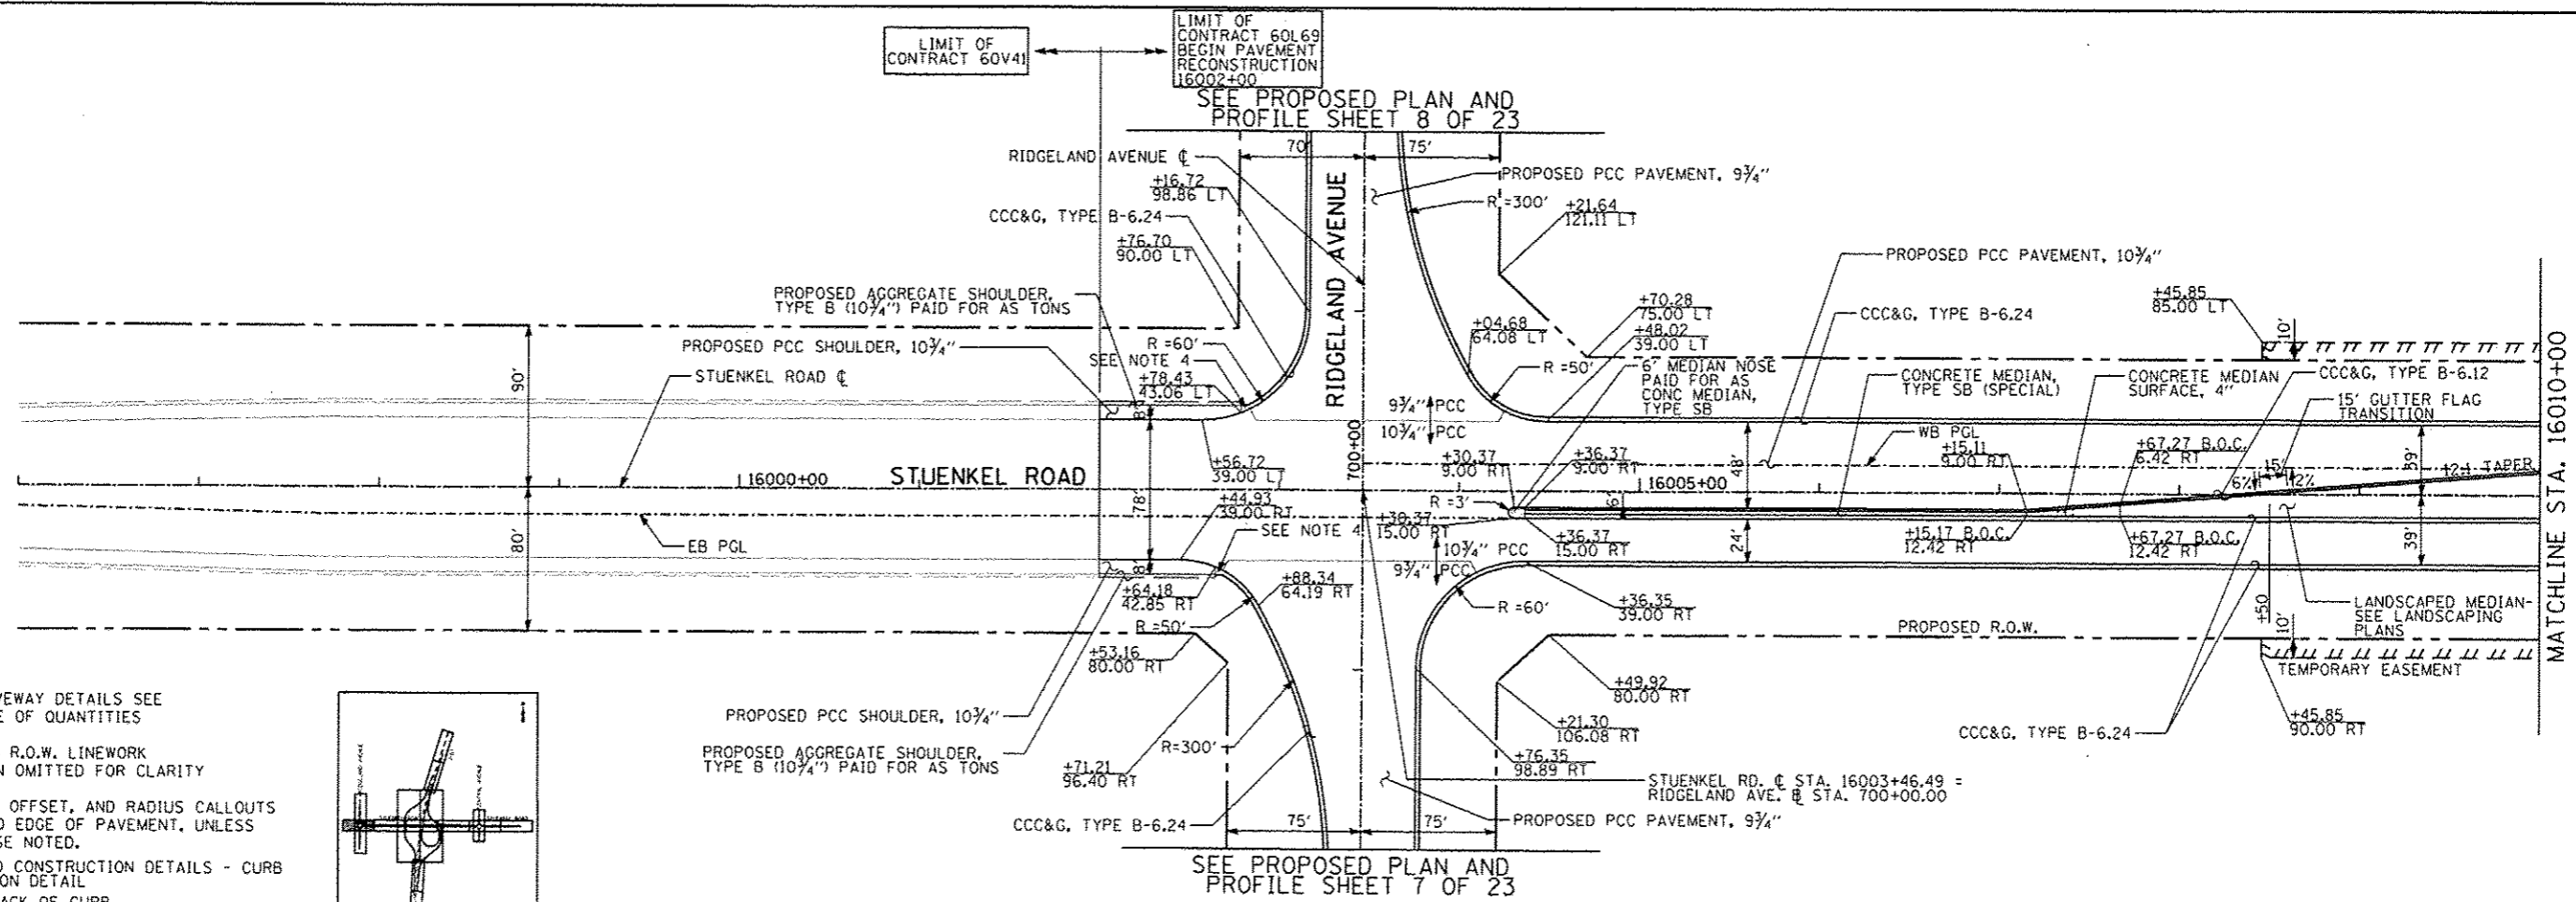 LIMIT OF
CONTRACT 60V41
LIMIT OF
CONTRACT 60L69
BEGIN PAVEMENT
RECONSTRUCTION
16002+00
SEE PROPOSED PLAN AND
PROFILE SHEET 8 OF 23
RIDGELAND AVENUE ℄
70'
75'
PROPOSED PCC PAVEMENT, 9¾"
+16.72
98.86 LT
CCC&G, TYPE B-6.24
R =300'
+21.64
121.11 LT
+76.70
90.00 LT
RIDGELAND AVENUE
PROPOSED PCC PAVEMENT, 10¾"
PROPOSED AGGREGATE SHOULDER,
TYPE B (10¾") PAID FOR AS TONS
+70.28
75.00 LT
+45.85
85.00 LT
10'
CCC&G, TYPE B-6.24
+04.68
64.08 LT
+48.02
39.00 LT
PROPOSED PCC SHOULDER, 10¾"
R =60'
SEE NOTE 4
90'
STUENKEL ROAD ℄
+78.43
43.06 LT
R =50'
6' MEDIAN NOSE
PAID FOR AS
CONC MEDIAN,
TYPE SB
CONCRETE MEDIAN,
TYPE SB (SPECIAL)
CONCRETE MEDIAN
SURFACE, 4"
CCC&G, TYPE B-6.12
15' GUTTER FLAG
TRANSITION
MATCHLINE STA. 16010+00
8'
9¾" PCC
10¾" PCC
WB PGL
+56.72
39.00 LT
700+00
+30.37
9.00 RT
+36.37
9.00 RT
48'
+15.11
9.00 RT
+67.27 B.O.C.
6.42 RT
15'
6%
2%
39'
12:1 TAPER
16000+00
STUENKEL ROAD
78'
+44.93
39.00 RT
16005+00
R =3'
6'
+30.37
15.00 RT
80'
EB PGL
SEE NOTE 4
+36.37
15.00 RT
24'
+15.17 B.O.C.
12.42 RT
+67.27 B.O.C.
12.42 RT
39'
10¾" PCC
9¾" PCC
8'
+64.18
42.85 RT
+88.34
64.19 RT
R =60'
+36.35
39.00 RT
+50
10'
LANDSCAPED MEDIAN-
SEE LANDSCAPING
PLANS
R =50'
PROPOSED R.O.W.
+53.16
80.00 RT
TEMPORARY EASEMENT
+49.92
80.00 RT
PROPOSED PCC SHOULDER, 10¾"
+21.30
106.08 RT
CCC&G, TYPE B-6.24
+45.85
90.00 RT
PROPOSED AGGREGATE SHOULDER,
TYPE B (10¾") PAID FOR AS TONS
R=300'
+71.21
96.40 RT
+76.35
98.89 RT
STUENKEL RD. ℄ STA. 16003+46.49 =
RIDGELAND AVE. ℄ STA. 700+00.00
CCC&G, TYPE B-6.24
75'
75'
PROPOSED PCC PAVEMENT, 9¾"
SEE PROPOSED PLAN AND
PROFILE SHEET 7 OF 23
VEWAY DETAILS SEE
E OF QUANTITIES
R.O.W. LINEWORK
N OMITTED FOR CLARITY
OFFSET, AND RADIUS CALLOUTS
D EDGE OF PAVEMENT, UNLESS
SE NOTED.
D CONSTRUCTION DETAILS - CURB
ON DETAIL
ACK OF CURB